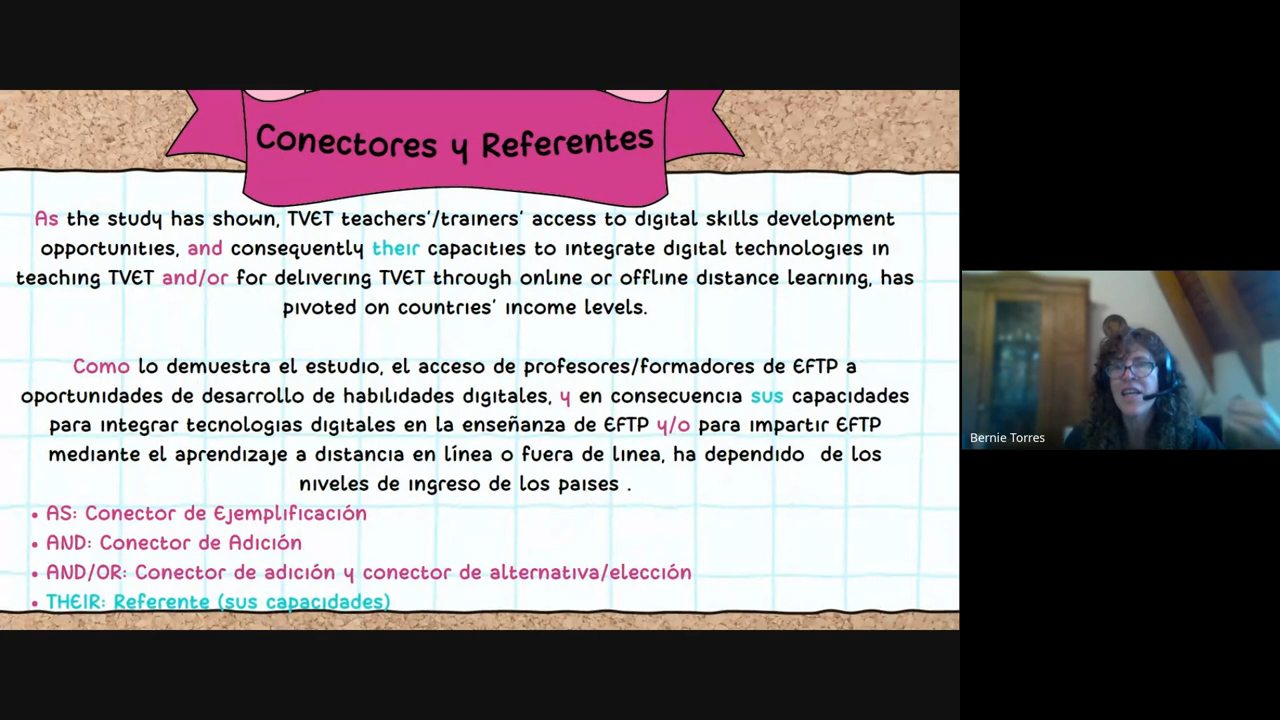 Conectores y Referentes
As the study has shown, TVET teachers'/trainers' access to digital skills development
opportunities, and consequently their capacities to integrate digital technologies in
teaching TVET and/or for delivering TVET through online or offline distance learning, has
pivoted on countries' income levels.
Como lo demuestra el estudio, el acceso de profesores/formadores de EFTP a
oportunidades de desarrollo de habilidades digitales, y en consecuencia sus capacidades
para integrar tecnologias digitales en la enseñanza de EFTP y/o para impartir EFTP
mediante el aprendizaje a distancia en línea o fuera de linea, ha dependido de los
niveles de ingreso de los paises .
• AS: Conector de Ejemplificación
• AND: Conector de Adición
• AND/OR: Conector de adición y conector de alternativa/elección
• THEIR: Referente (sus capacidades)
Bernie Torres